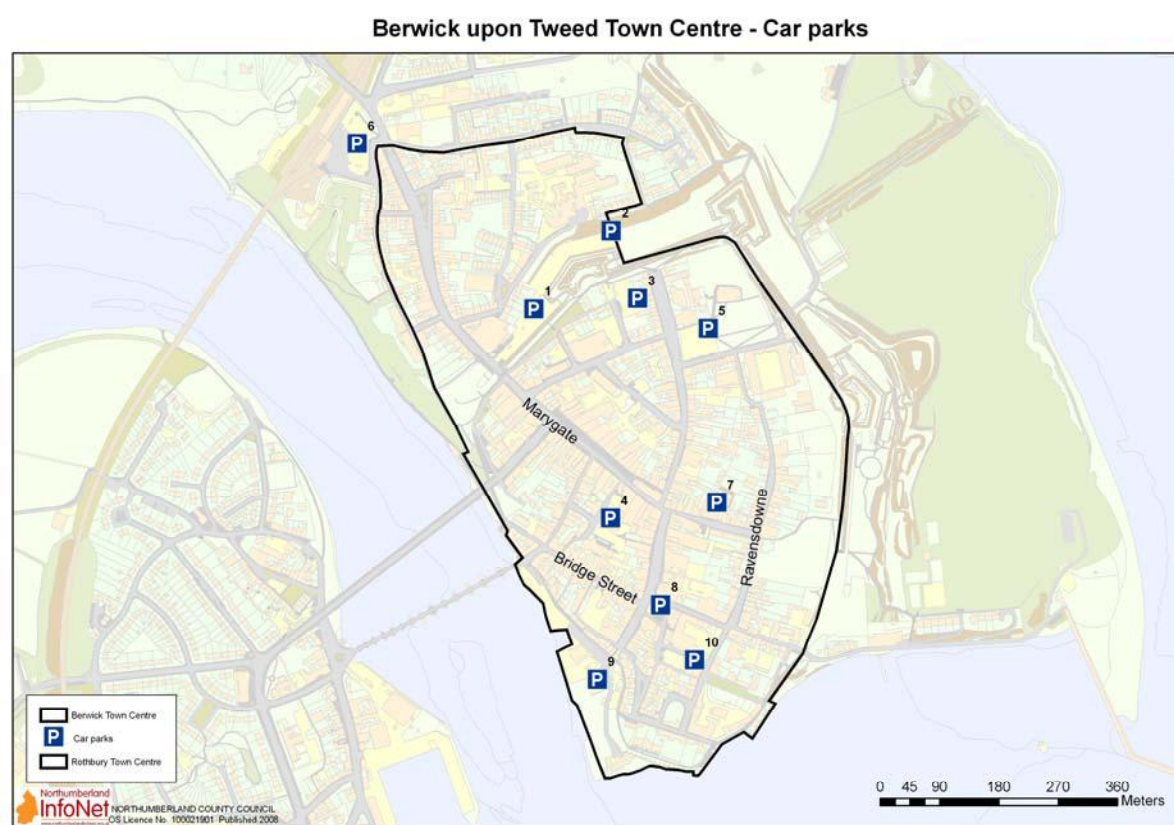 Berwick upon Tweed Town Centre - Car parks
P 6
P 2
P 1
P 3
P 5
Marygate
P 4
P 7
Ravensdowne
Bridge Street
P 8
P 10
P 9
Berwick Town Centre
P Car parks
Rothbury Town Centre
Northumberland
InfoNet
NORTHUMBERLAND COUNTY COUNCIL
OS Licence No. 100021901 Published 2008
0 45 90 180 270 360
Meters